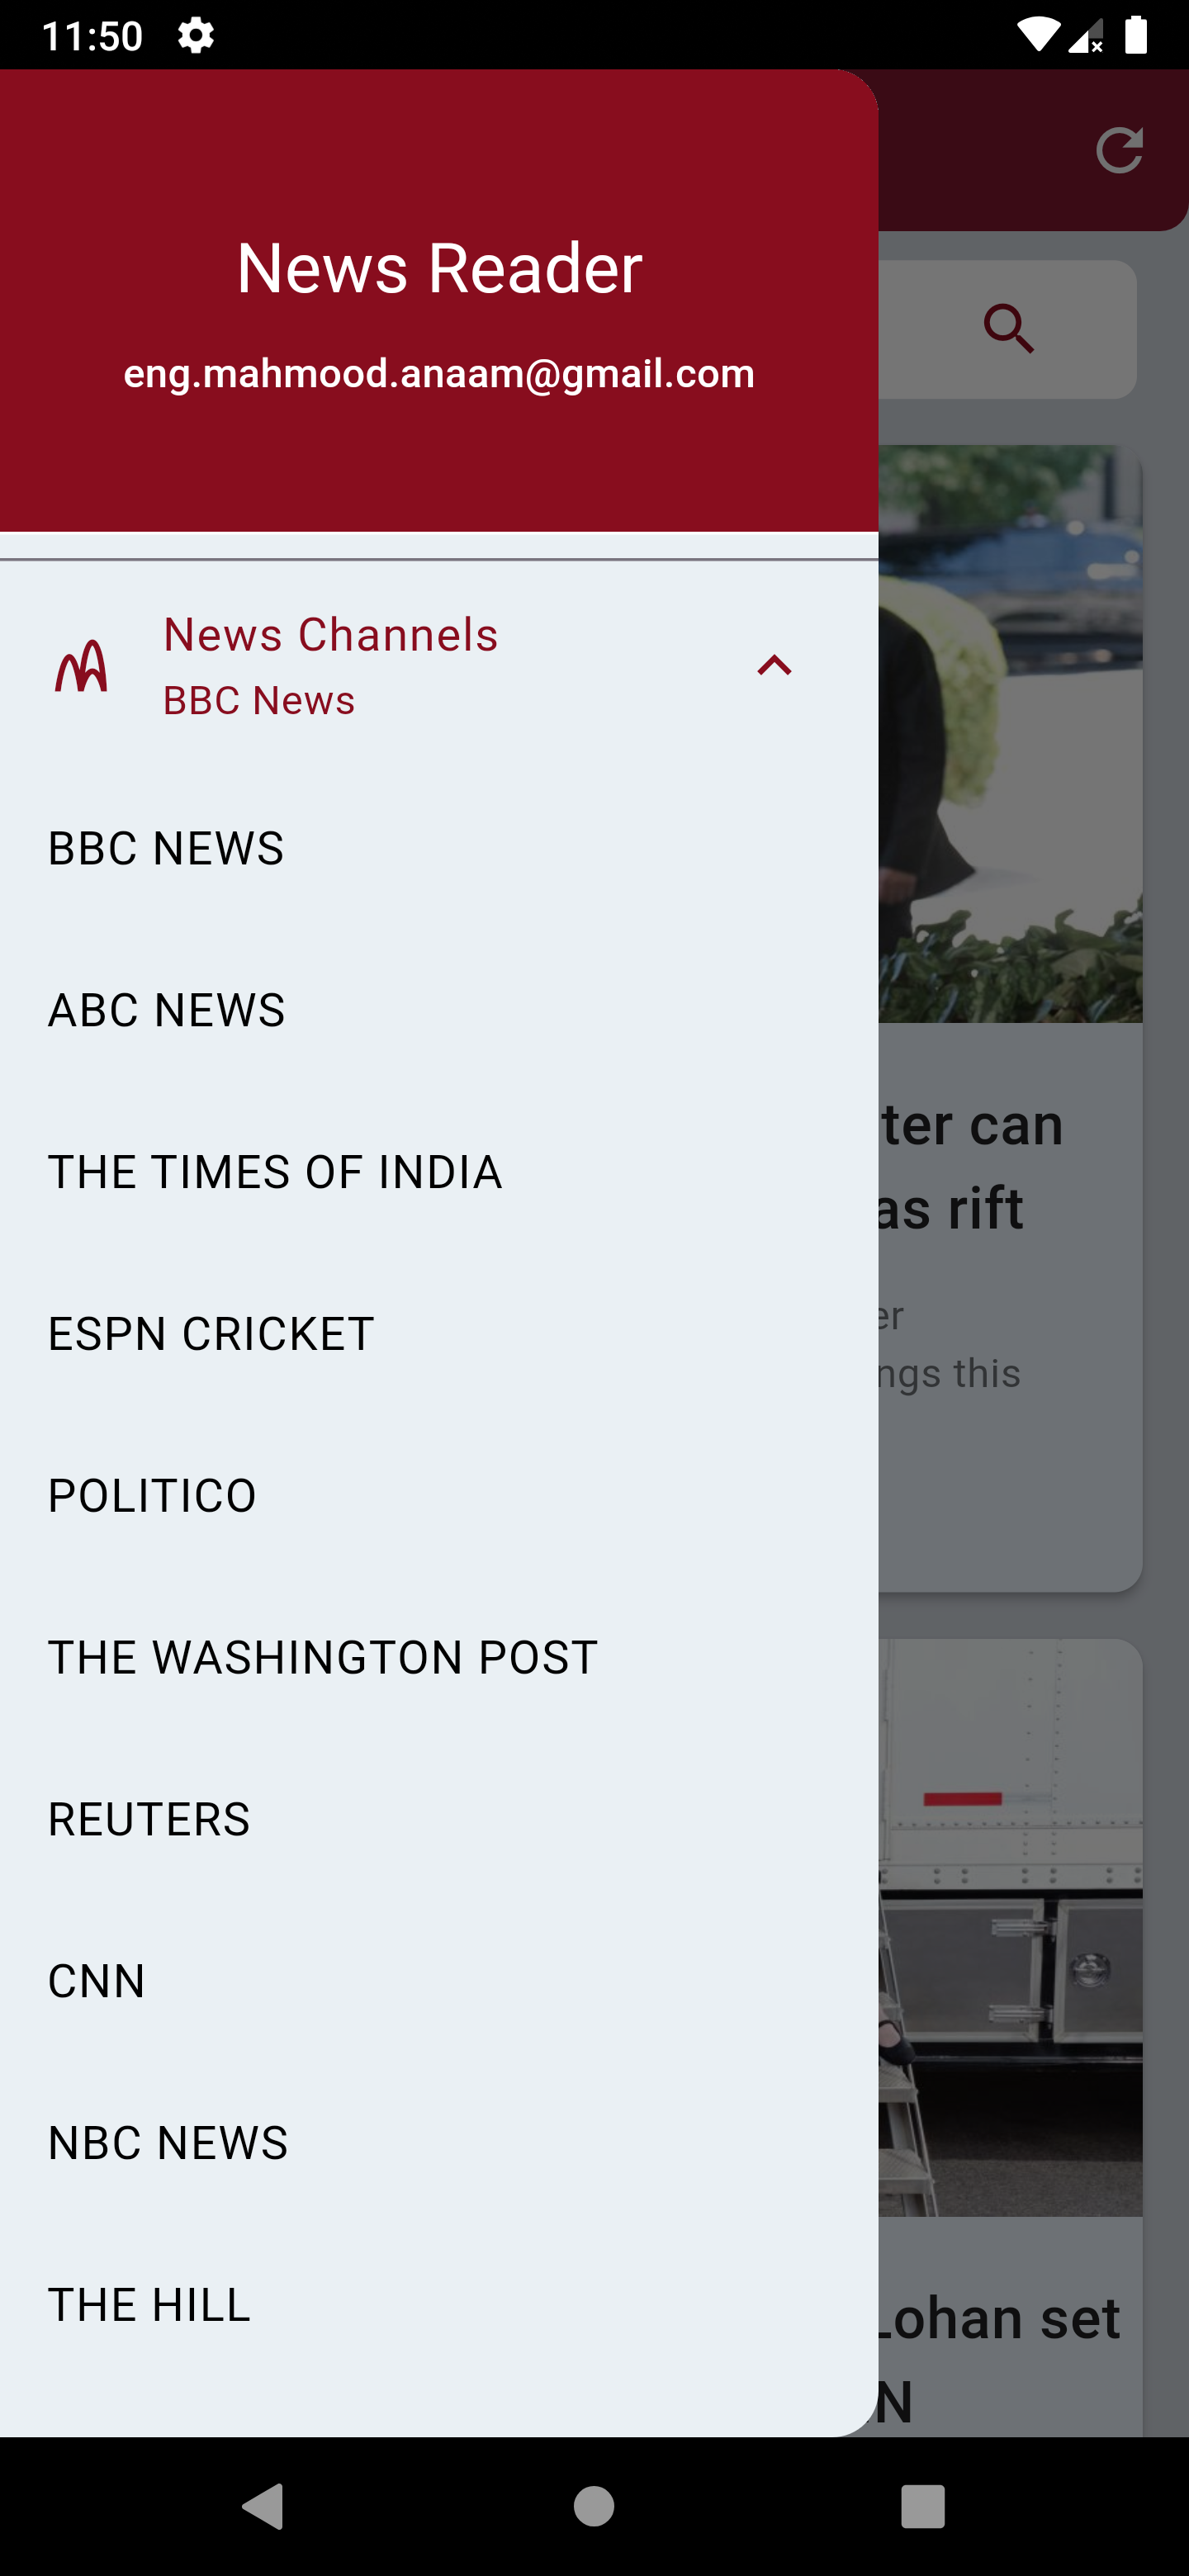 11:50
News Reader
eng.mahmood.anaam@gmail.com
News Channels
BBC News
BBC NEWS
ABC NEWS
THE TIMES OF INDIA
ESPN CRICKET
POLITICO
THE WASHINGTON POST
REUTERS
CNN
NBC NEWS
THE HILL
ter can
as rift
er
ngs this
Lohan set
N